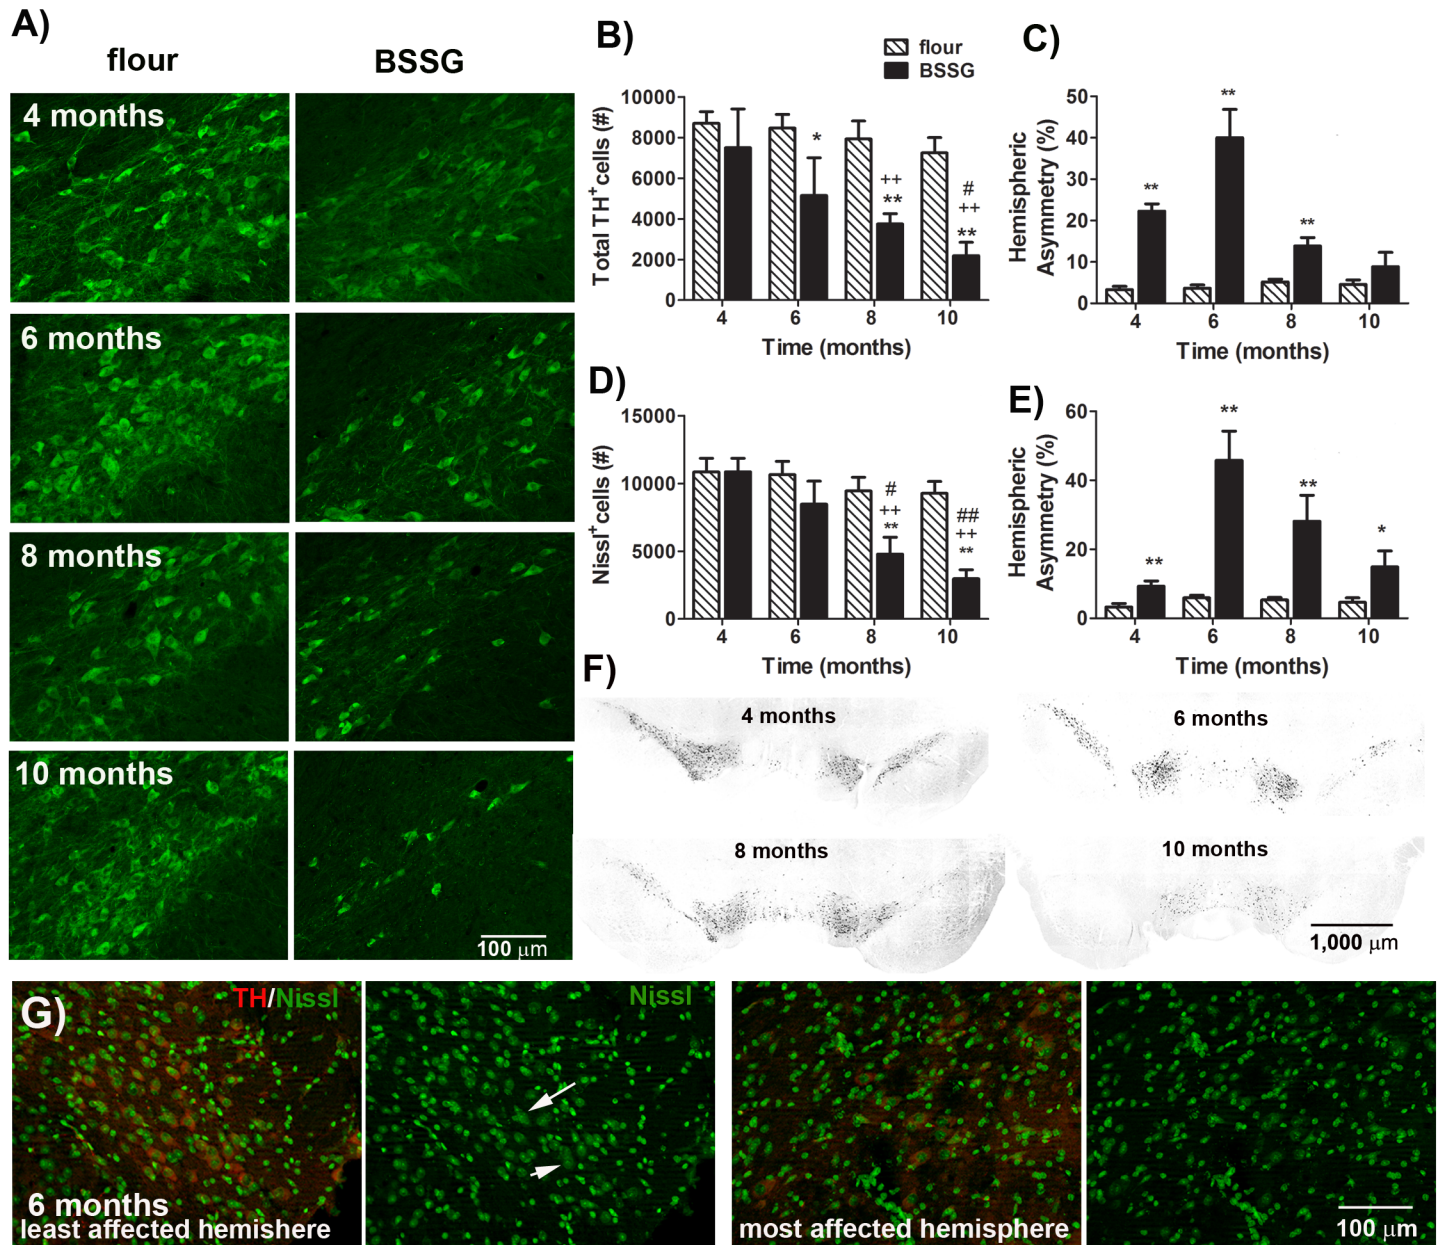 A)
flour
BSSG
4 months
6 months
8 months
10 months
100 µm
B)
flour
BSSG
Total TH⁺cells (#)
10000
8000
6000
4000
2000
0
*
++
**
#
++
**
4 6 8 10
Time (months)
C)
Hemispheric
Asymmetry (%)
50
40
30
20
10
0
**
**
**
4 6 8 10
Time (months)
D)
Nissl⁺cells (#)
15000
10000
5000
0
#
++
**
##
++
**
4 6 8 10
Time (months)
E)
Hemispheric
Asymmetry (%)
60
40
20
0
**
**
**
*
4 6 8 10
Time (months)
F)
4 months
6 months
8 months
10 months
1,000 µm
G)
TH/Nissl
Nissl
6 months
least affected hemishere
most affected hemisphere
100 µm